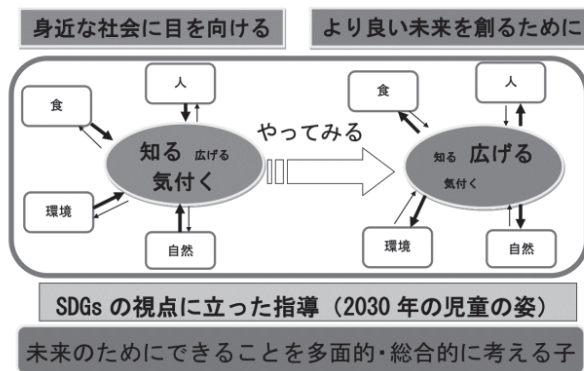 身近な社会に目を向ける
より良い未来を創るために
食
人
知る 広げる
気付く
環境
自然
やってみる
食
人
知る 広げる
気付く
環境
自然
SDGs の視点に立った指導（2030 年の児童の姿）
未来のためにできることを多面的・総合的に考える子